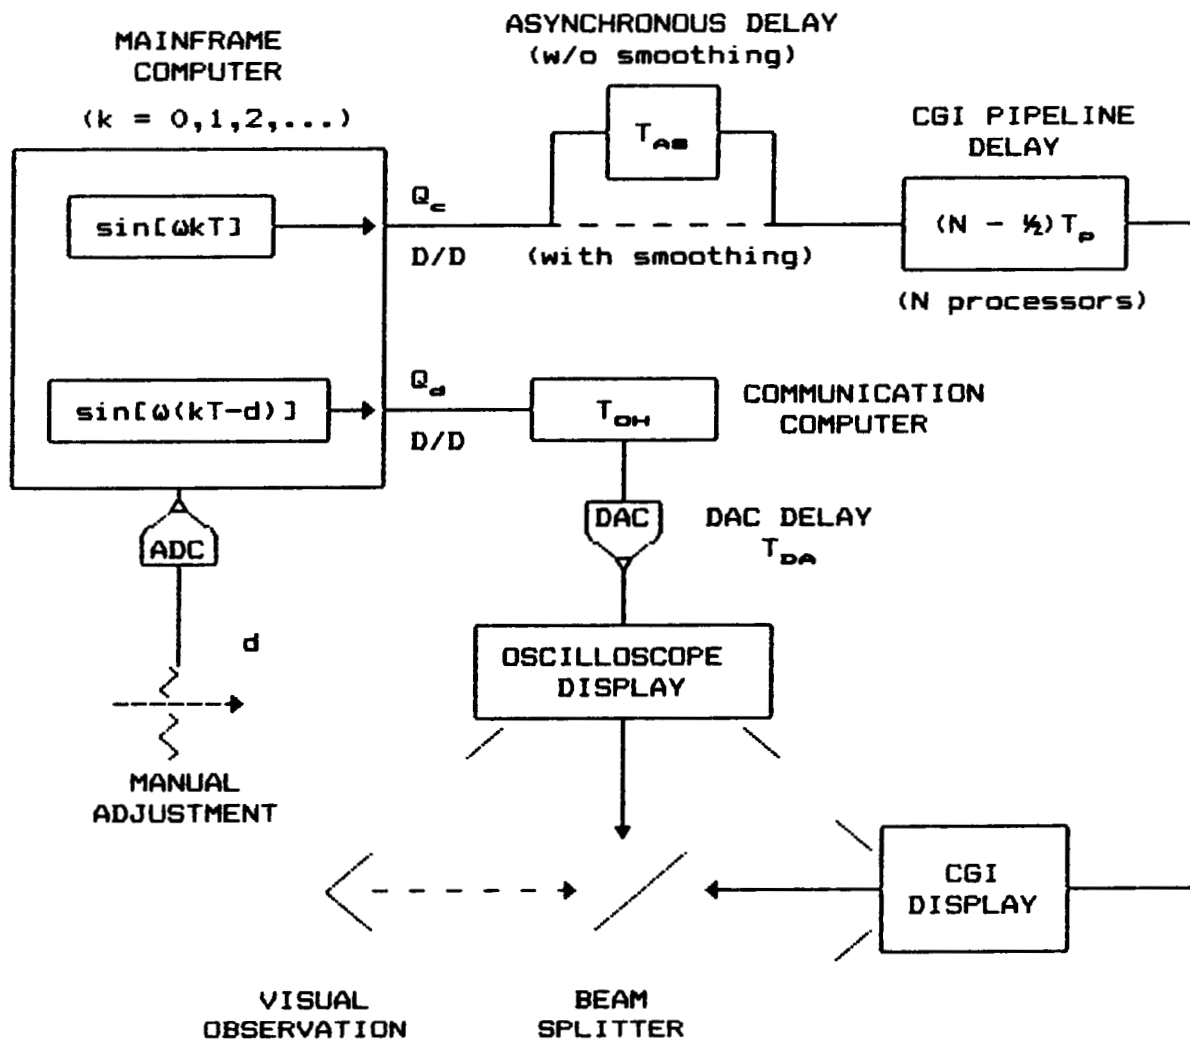 MAINFRAME
COMPUTER
(k = 0,1,2,...)
sin[ωkT]
sin[ω(kT-d)]
ADC
d
MANUAL
ADJUSTMENT
Q_c
D/D
Q_d
D/D
ASYNCHRONOUS DELAY
(w/o smoothing)
T_AS
(with smoothing)
CGI PIPELINE
DELAY
(N - ½)T_p
(N processors)
T_OH
COMMUNICATION
COMPUTER
DAC
DAC DELAY
T_DA
OSCILLOSCOPE
DISPLAY
CGI
DISPLAY
VISUAL
OBSERVATION
BEAM
SPLITTER